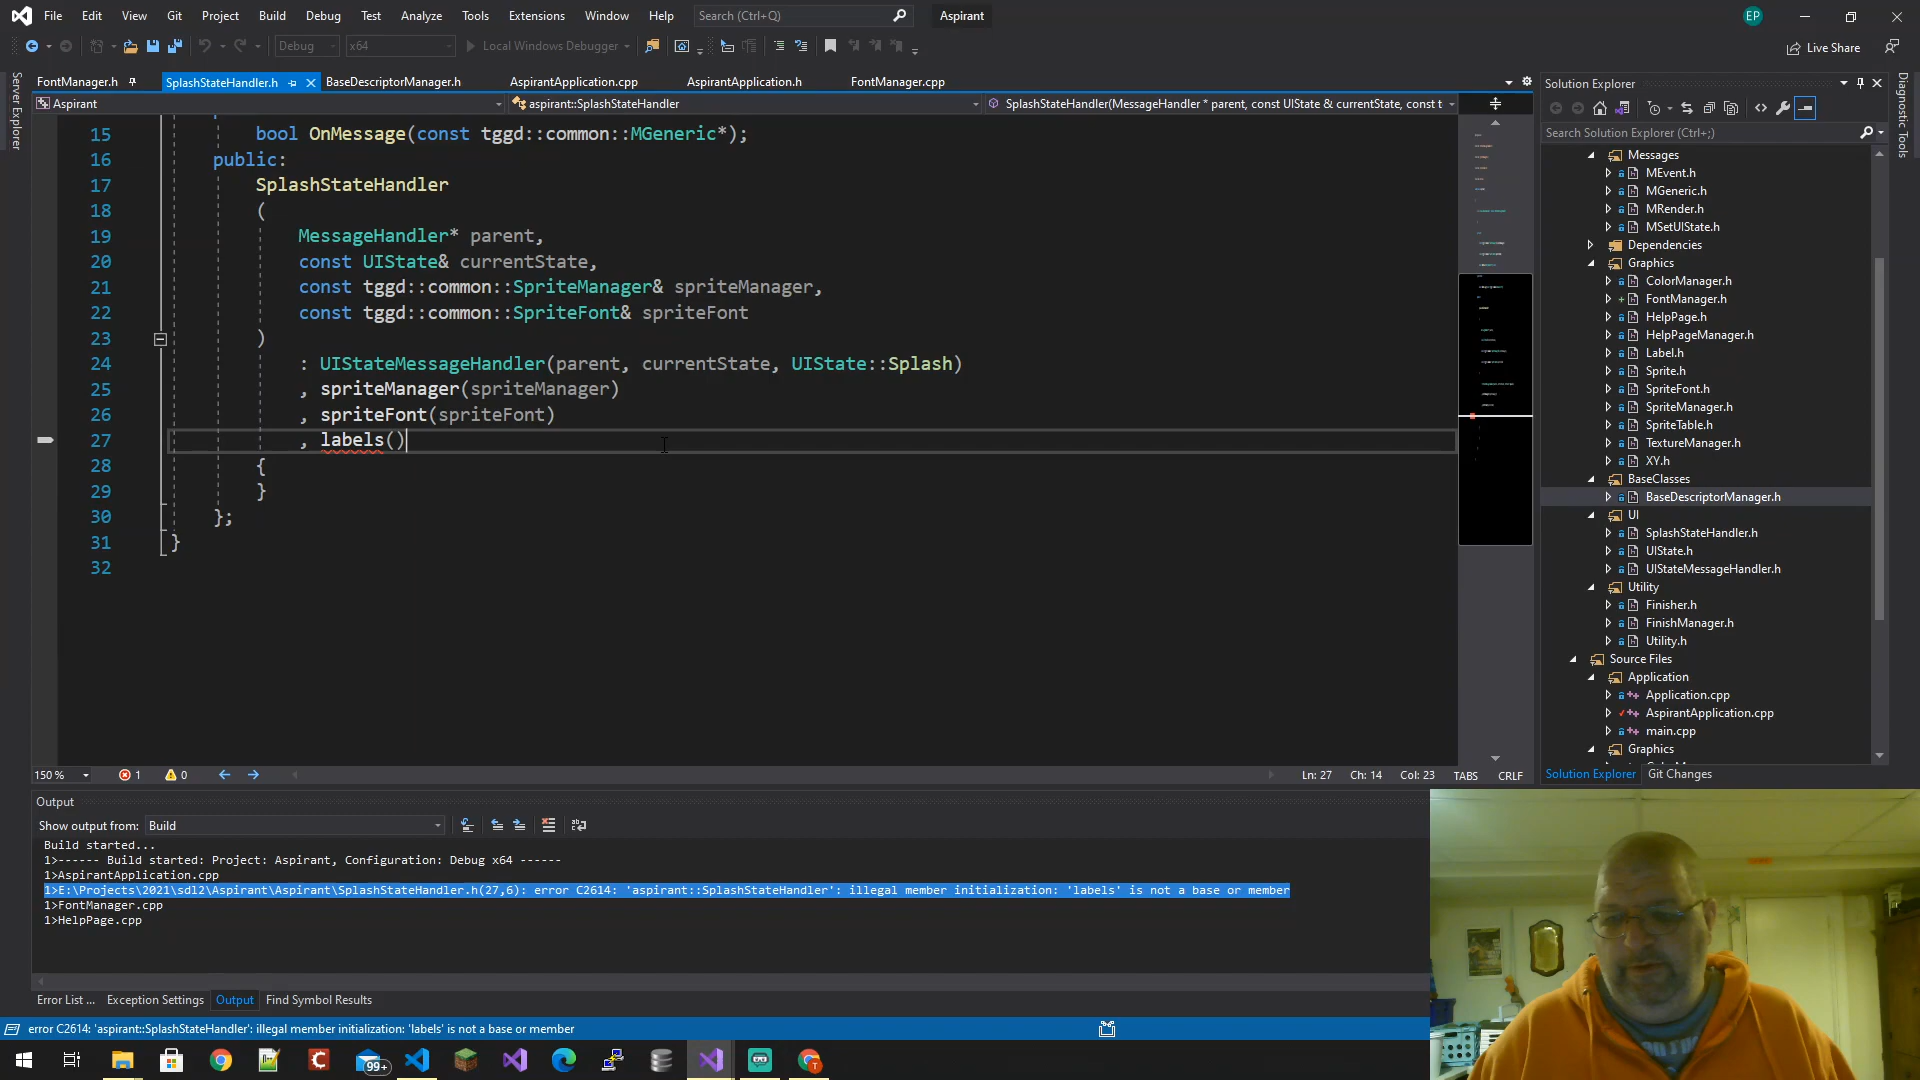 File Edit View Git Project Build Debug Test Analyze Tools Extensions Window Help Search (Ctrl+Q) Aspirant EP
Debug x64 Local Windows Debugger Live Share
Server Explorer
FontManager.h SplashStateHandler.h BaseDescriptorManager.h AspirantApplication.cpp AspirantApplication.h FontManager.cpp
Aspirant aspirant::SplashStateHandler SplashStateHandler(MessageHandler * parent, const UIState & currentState, const t
15 bool OnMessage(const tggd::common::MGeneric*);
16 public:
17 SplashStateHandler
18 (
19 MessageHandler* parent,
20 const UIState& currentState,
21 const tggd::common::SpriteManager& spriteManager,
22 const tggd::common::SpriteFont& spriteFont
23 )
24 : UIStateMessageHandler(parent, currentState, UIState::Splash)
25 , spriteManager(spriteManager)
26 , spriteFont(spriteFont)
27 , labels()
28 {
29 }
30 };
31 }
32
150 % 1 0 Ln: 27 Ch: 14 Col: 23 TABS CRLF
Solution Explorer
Search Solution Explorer (Ctrl+;)
Messages
MEvent.h
MGeneric.h
MRender.h
MSetUIState.h
Dependencies
Graphics
ColorManager.h
FontManager.h
HelpPage.h
HelpPageManager.h
Label.h
Sprite.h
SpriteFont.h
SpriteManager.h
SpriteTable.h
TextureManager.h
XY.h
BaseClasses
BaseDescriptorManager.h
UI
SplashStateHandler.h
UIState.h
UIStateMessageHandler.h
Utility
Finisher.h
FinishManager.h
Utility.h
Source Files
Application
Application.cpp
AspirantApplication.cpp
main.cpp
Graphics
Solution Explorer Git Changes
Diagnostic Tools
Output
Show output from: Build
Build started...
1>------ Build started: Project: Aspirant, Configuration: Debug x64 ------
1>AspirantApplication.cpp
1>E:\Projects\2021\sdl2\Aspirant\Aspirant\SplashStateHandler.h(27,6): error C2614: 'aspirant::SplashStateHandler': illegal member initialization: 'labels' is not a base or member
1>FontManager.cpp
1>HelpPage.cpp
Error List ... Exception Settings Output Find Symbol Results
error C2614: 'aspirant::SplashStateHandler': illegal member initialization: 'labels' is not a base or member
99+